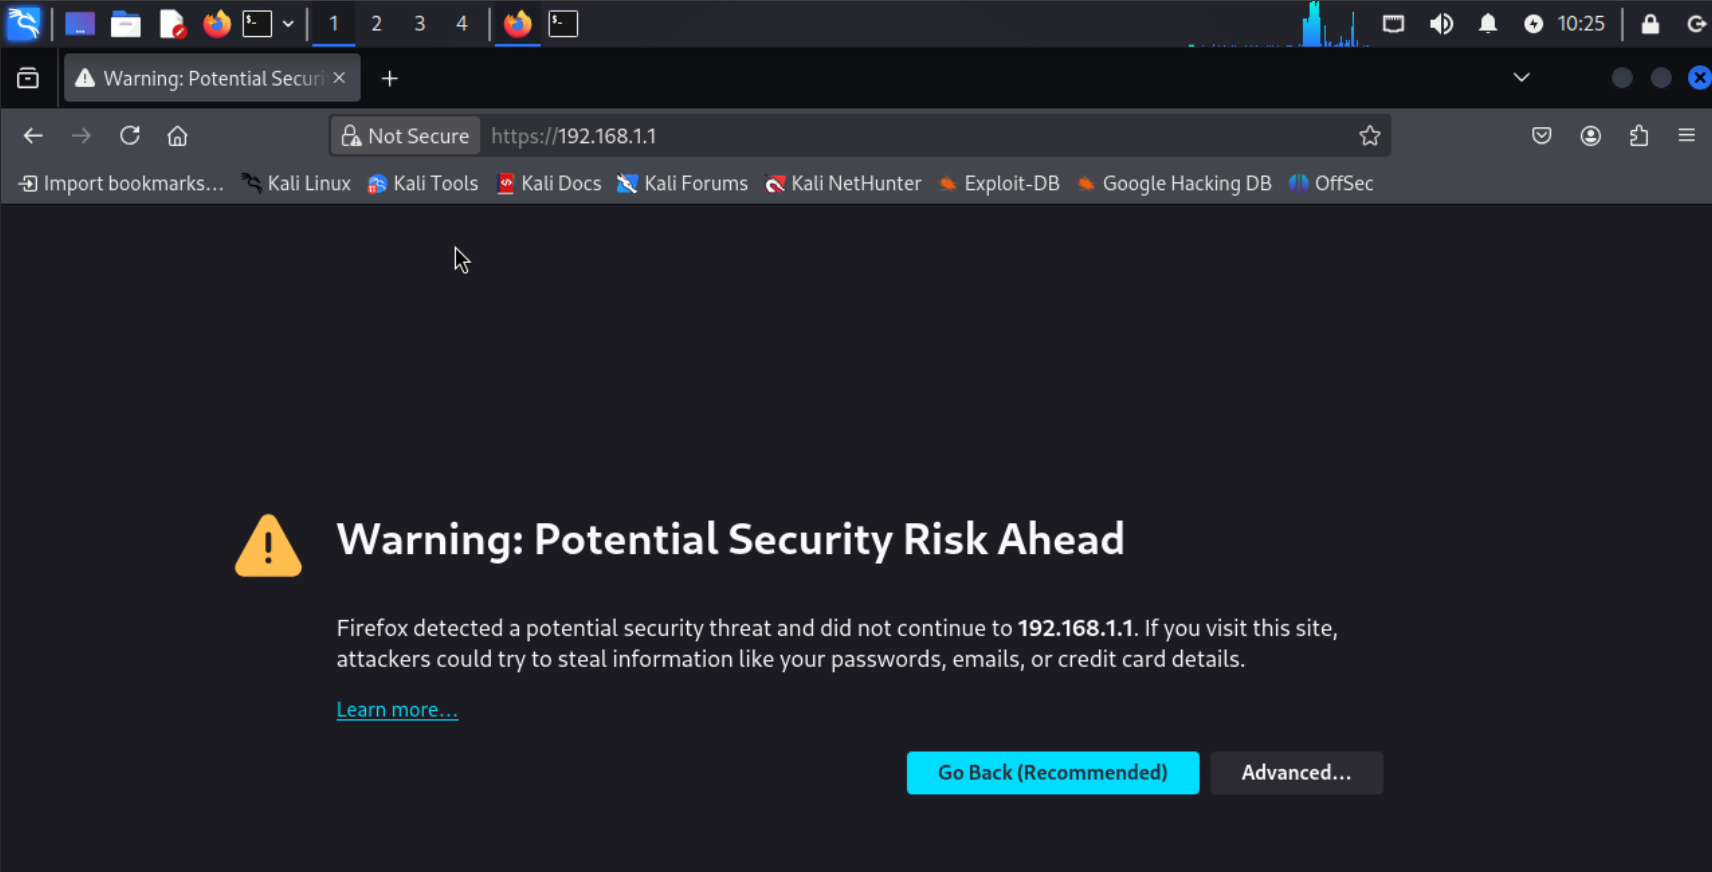 1 2 3 4 10:25
Warning: Potential Securi
Not Secure https://192.168.1.1
Import bookmarks... Kali Linux Kali Tools Kali Docs Kali Forums Kali NetHunter Exploit-DB Google Hacking DB OffSec
Warning: Potential Security Risk Ahead
Firefox detected a potential security threat and did not continue to 192.168.1.1. If you visit this site,
attackers could try to steal information like your passwords, emails, or credit card details.
Learn more...
Go Back (Recommended) Advanced...